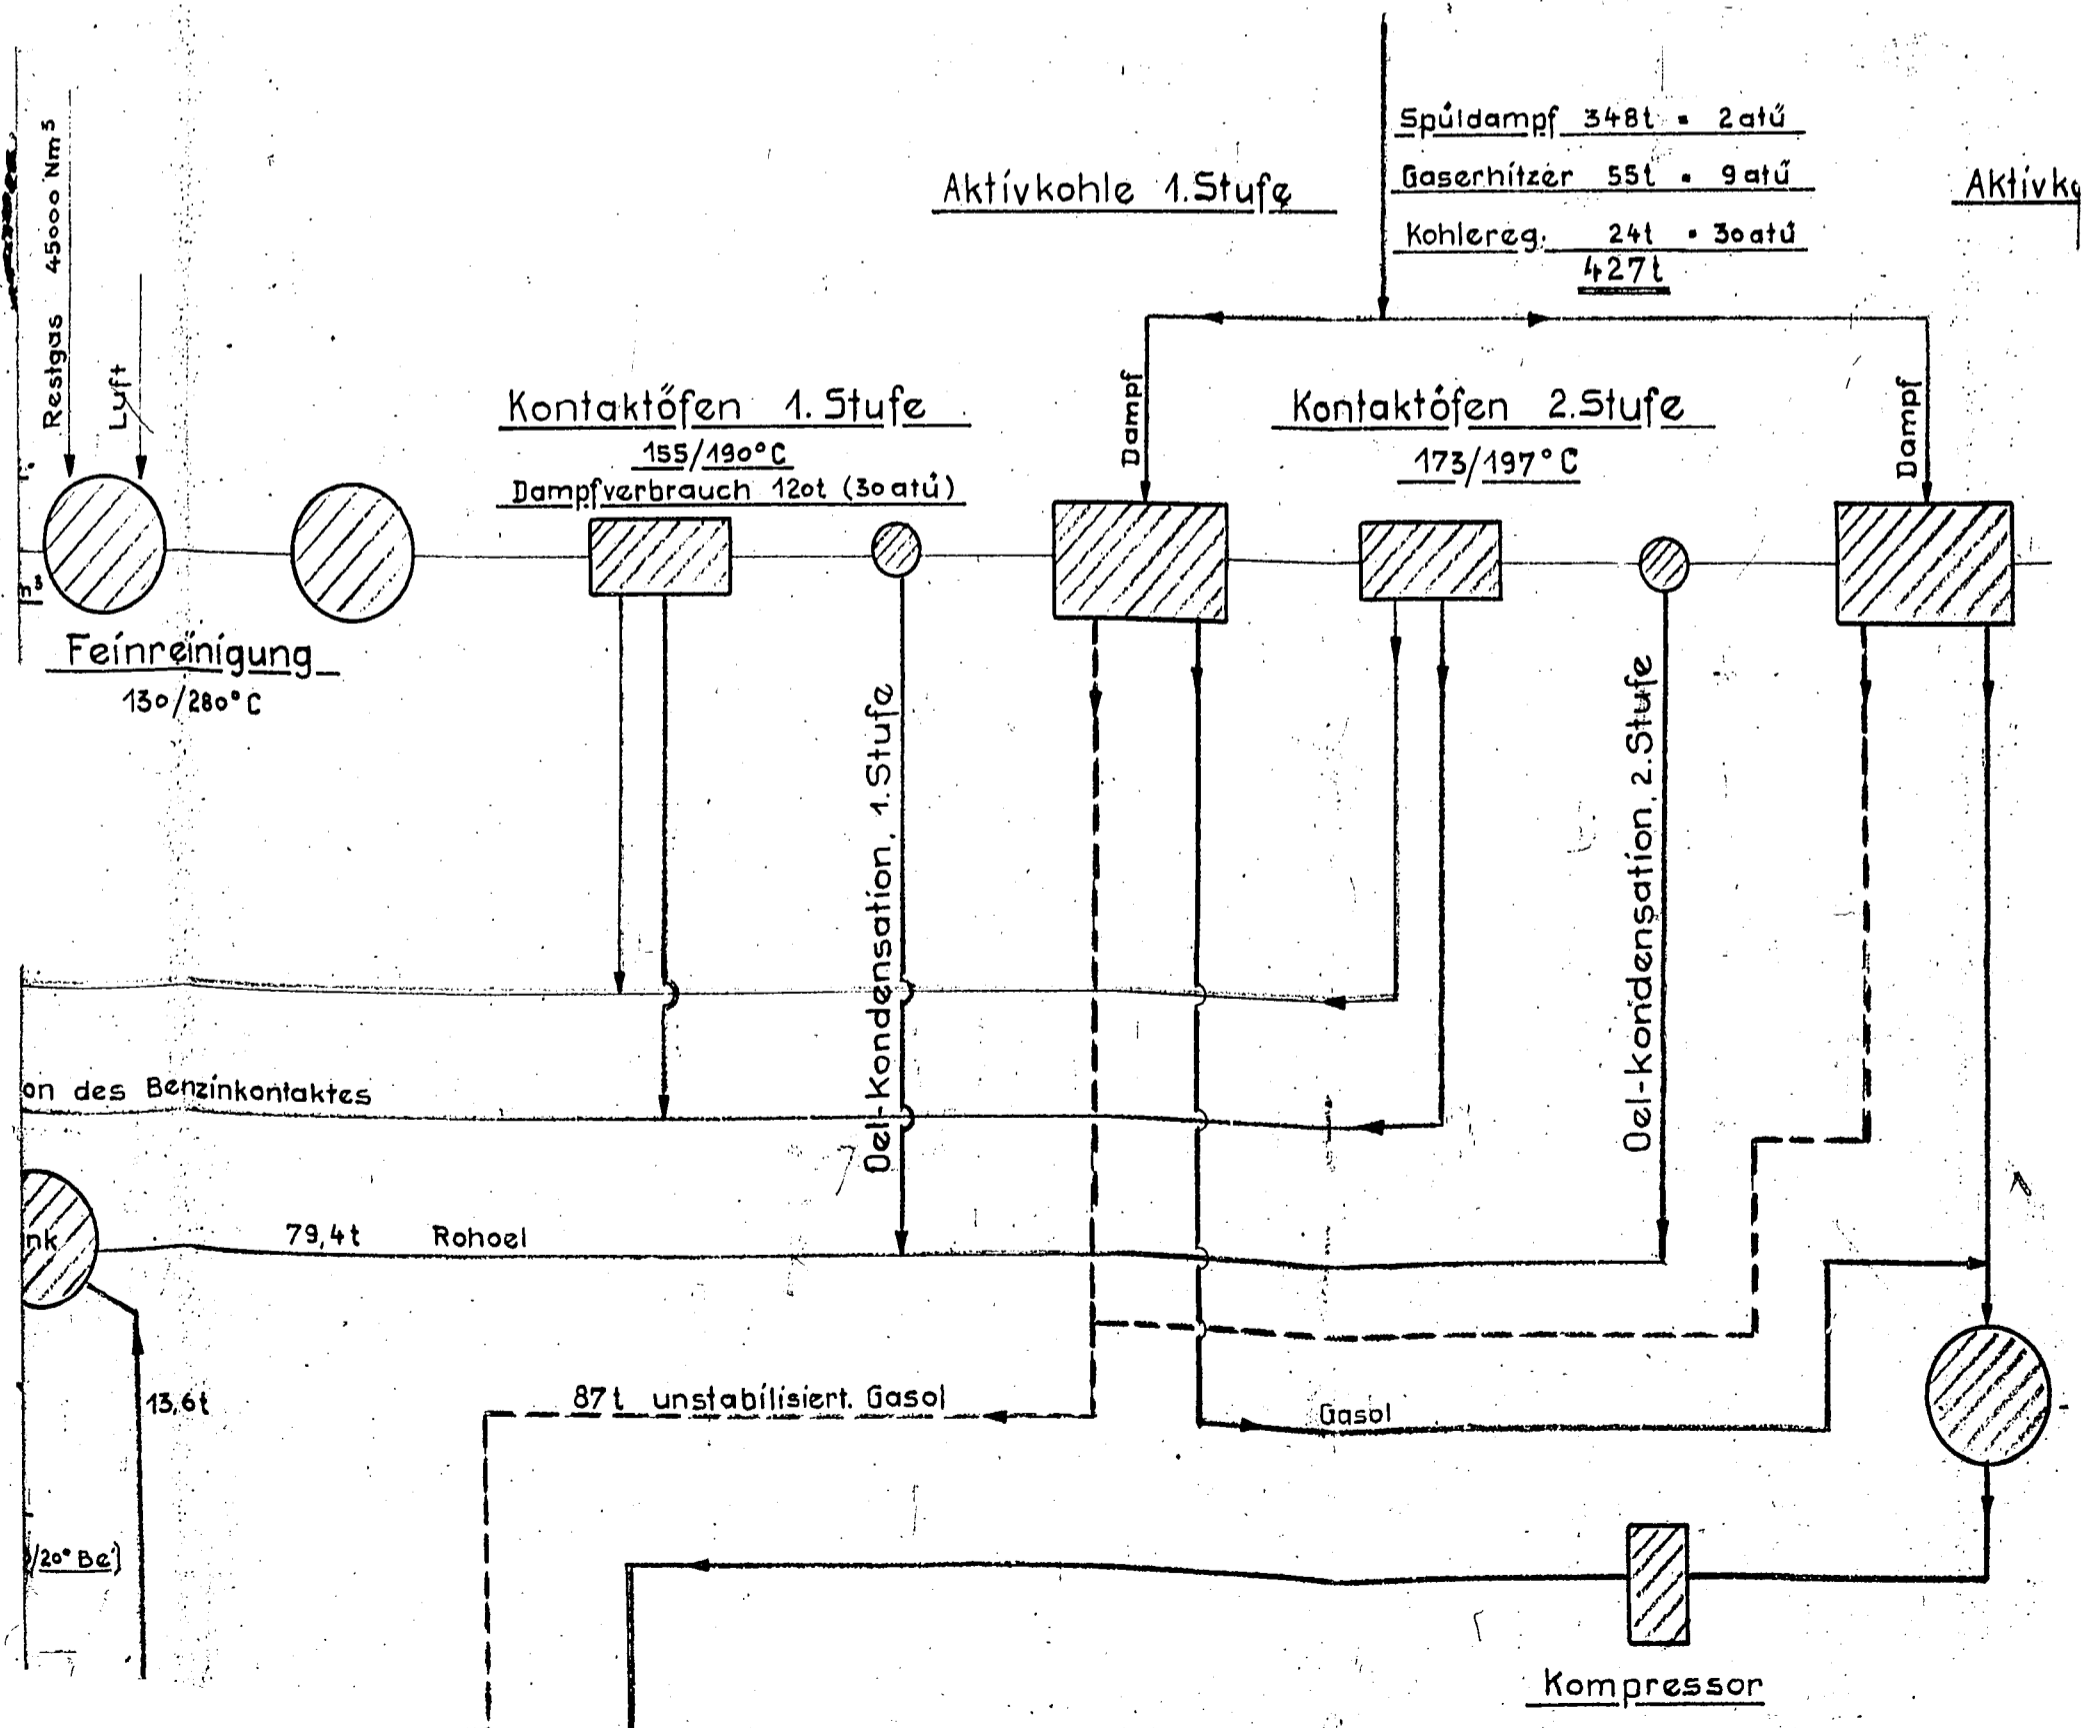 Spüldampf 348t · 2atü
Aktivkohle 1.Stufe
Gaserhitzer 55t · 9atü
Kohlereg. 24t · 30atü
427t
Restgas 45000 Nm³
Luft
Kontaktöfen 1. Stufe
155/190°C
Dampfverbrauch 120t (30atü)
Dampf
Kontaktöfen 2.Stufe
173/197°C
Dampf
Feinreinigung
130/280°C
Oel-kondensation, 1.Stufe
Oel-kondensation, 2.Stufe
on des Benzinkontaktes
nk
79,4t Rohoel
13,6t
87t unstabilisiert. Gasol
Gasol
/20° Bé)
Kompressor